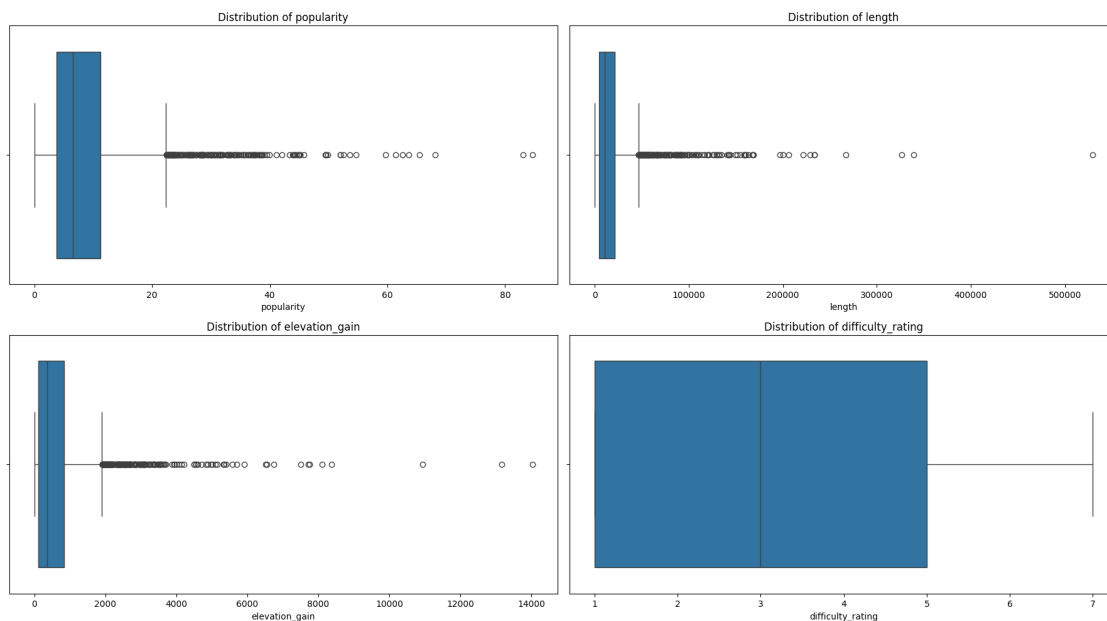 Distribution of popularity
0 20 40 60 80
popularity
Distribution of length
0 100000 200000 300000 400000 500000
length
Distribution of elevation_gain
0 2000 4000 6000 8000 10000 12000 14000
elevation_gain
Distribution of difficulty_rating
1 2 3 4 5 6 7
difficulty_rating